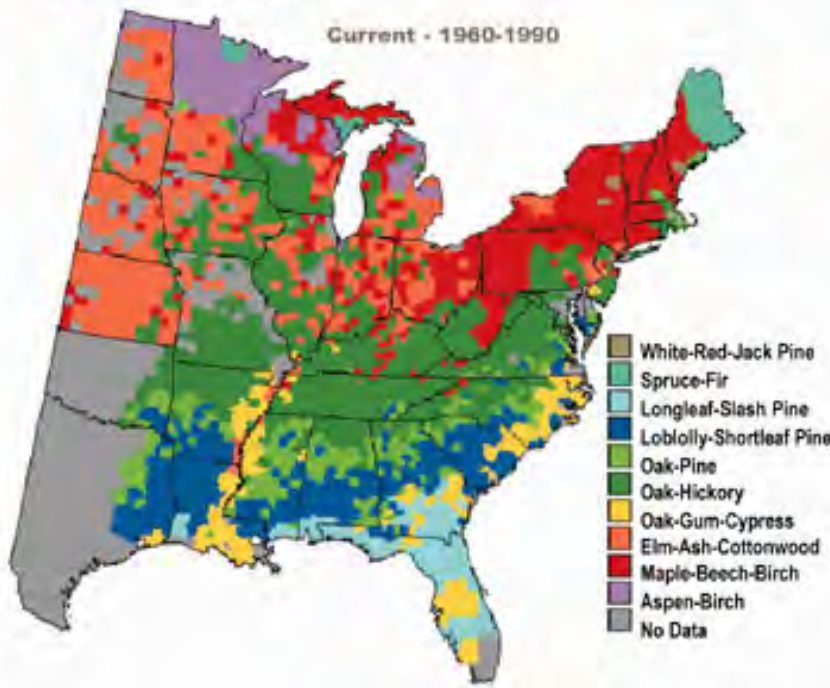 Current - 1960-1990
White-Red-Jack Pine
Spruce-Fir
Longleaf-Slash Pine
Loblolly-Shortleaf Pine
Oak-Pine
Oak-Hickory
Oak-Gum-Cypress
Elm-Ash-Cottonwood
Maple-Beech-Birch
Aspen-Birch
No Data